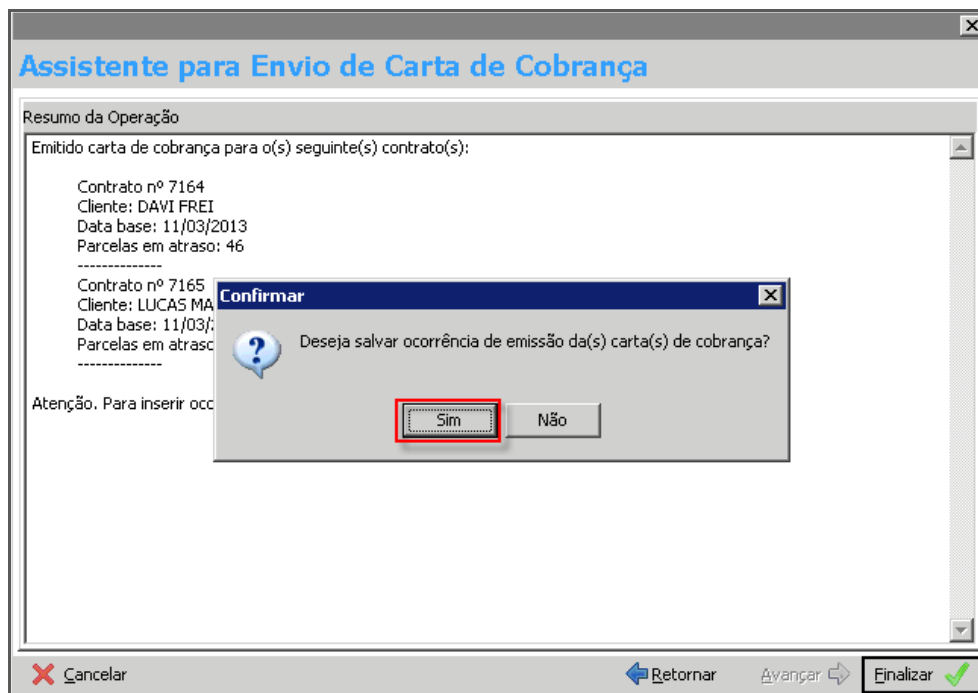 Assistente para Envio de Carta de Cobrança
Resumo da Operação
Emitido carta de cobrança para o(s) seguinte(s) contrato(s):
Contrato nº 7164
Cliente: DAVI FREI
Data base: 11/03/2013
Parcelas em atraso: 46
--------------
Contrato nº 7165
Cliente: LUCAS MA
Data base: 11/03/
Parcelas em atraso
--------------
Atenção. Para inserir oco
Confirmar
Deseja salvar ocorrência de emissão da(s) carta(s) de cobrança?
Sim Não
Cancelar Retornar Avançar Finalizar